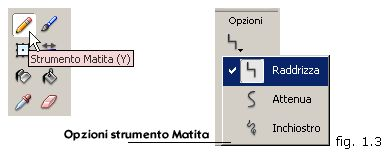 Strumento Matita (Y)
Opzioni
Raddrizza
Attenua
Inchiostro
Opzioni strumento Matita
fig. 1.3